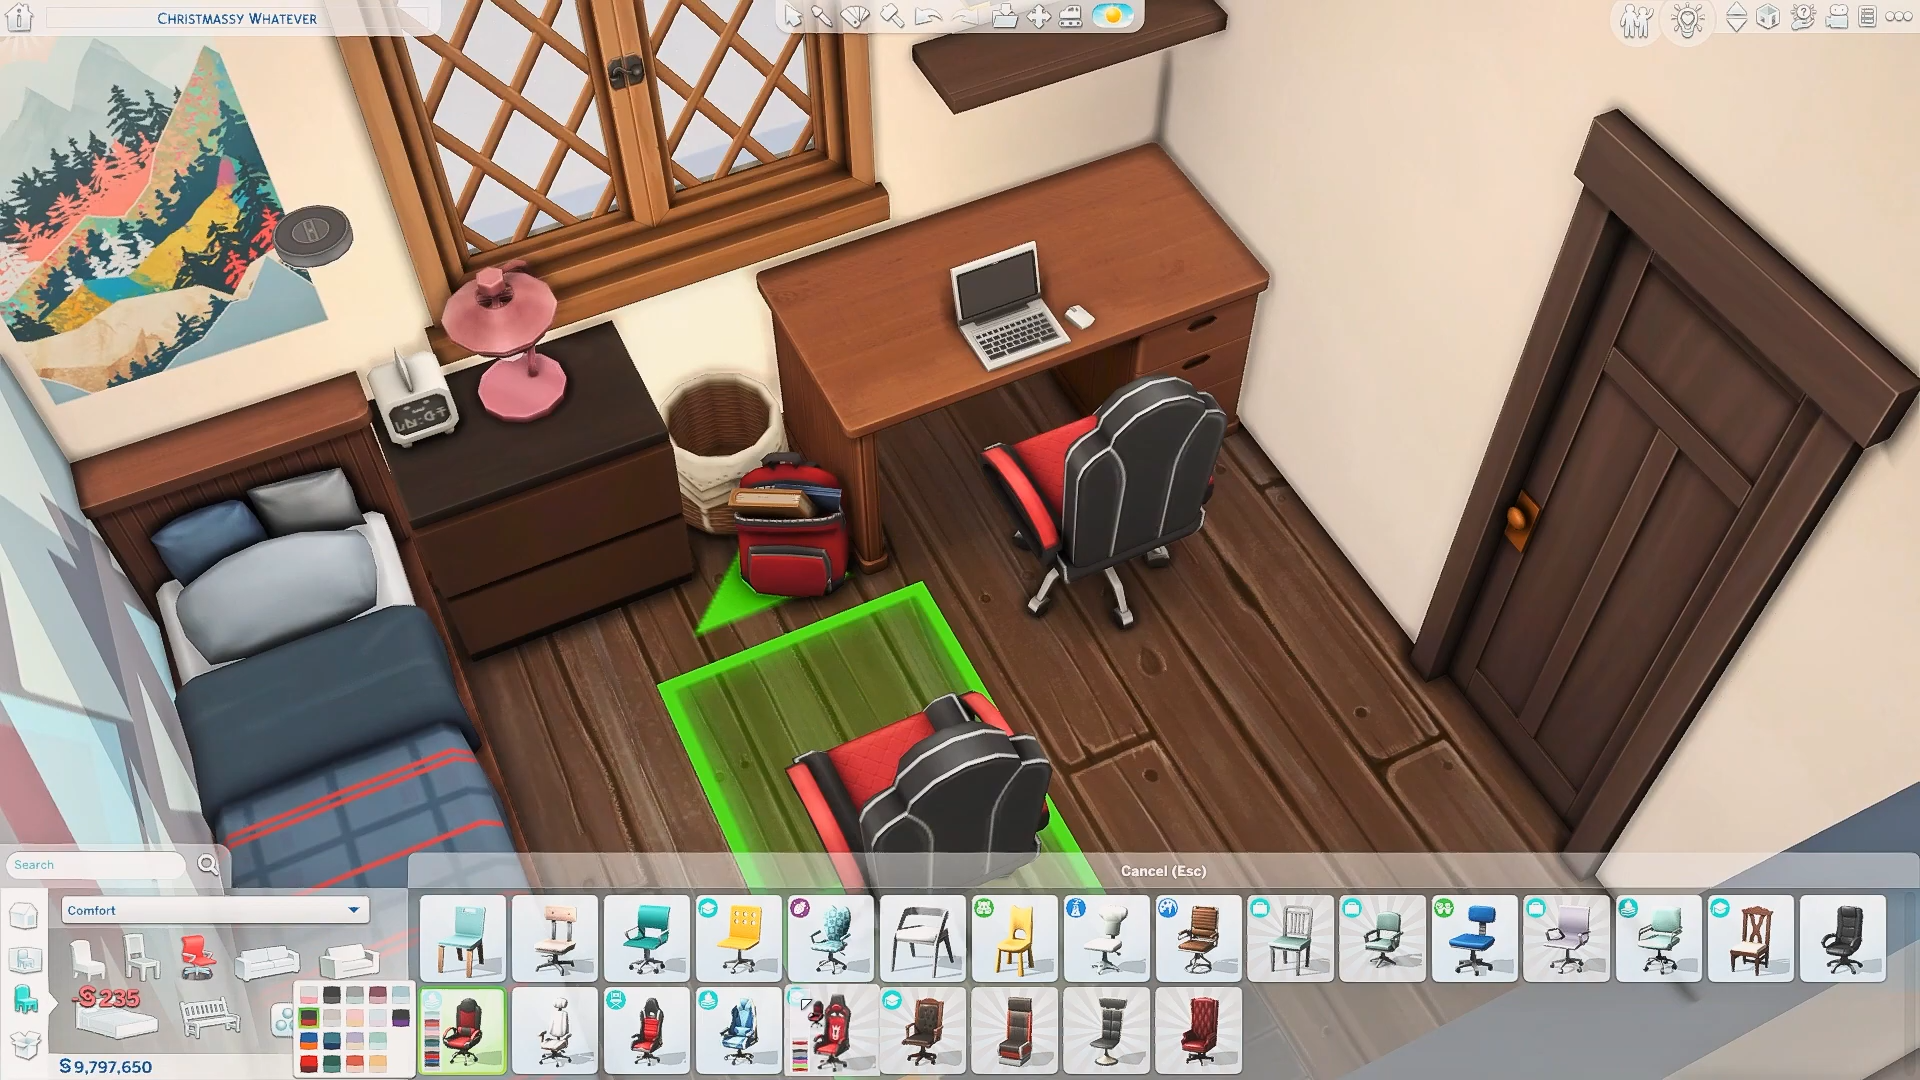 Christmassy Whatever
Search
Cancel (Esc)
Comfort
-§235
§9,797,650